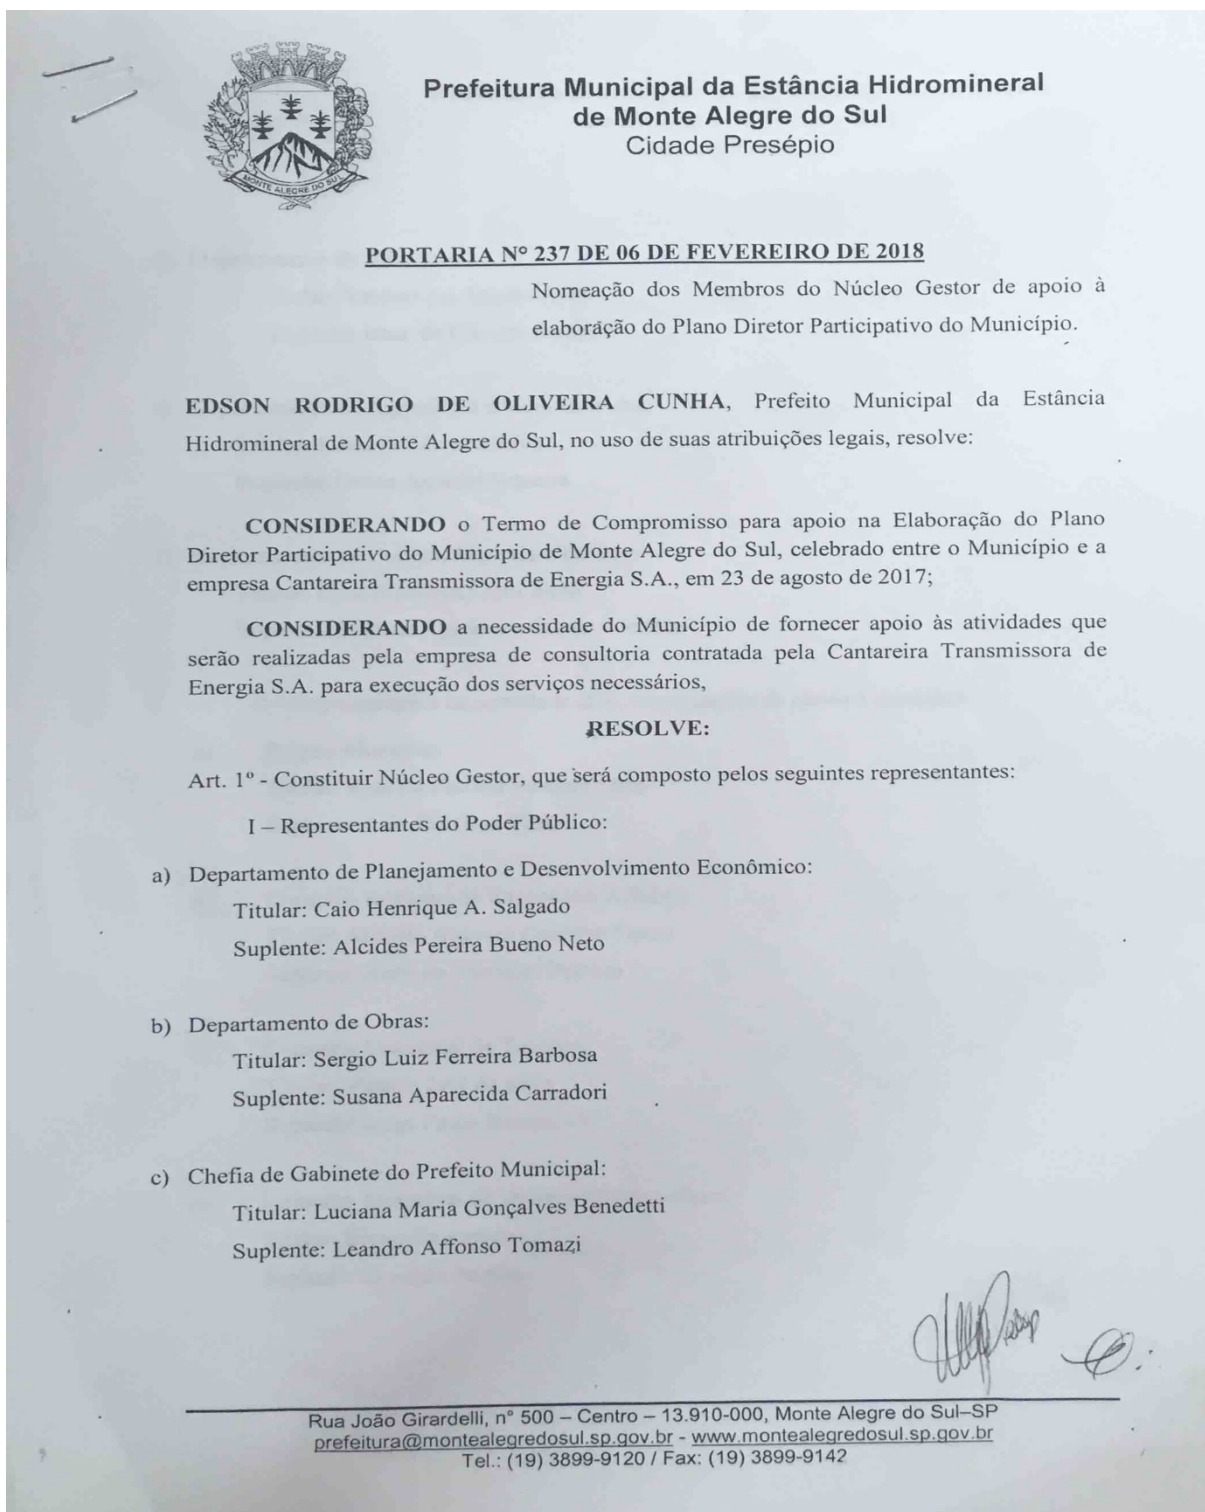 MONTE ALEGRE DO SUL
Prefeitura Municipal da Estância Hidromineral
de Monte Alegre do Sul
Cidade Presépio
PORTARIA Nº 237 DE 06 DE FEVEREIRO DE 2018
Nomeação dos Membros do Núcleo Gestor de apoio à
elaboração do Plano Diretor Participativo do Município.
EDSON RODRIGO DE OLIVEIRA CUNHA, Prefeito Municipal da Estância
Hidromineral de Monte Alegre do Sul, no uso de suas atribuições legais, resolve:
CONSIDERANDO o Termo de Compromisso para apoio na Elaboração do Plano
Diretor Participativo do Município de Monte Alegre do Sul, celebrado entre o Município e a
empresa Cantareira Transmissora de Energia S.A., em 23 de agosto de 2017;
CONSIDERANDO a necessidade do Município de fornecer apoio às atividades que
serão realizadas pela empresa de consultoria contratada pela Cantareira Transmissora de
Energia S.A. para execução dos serviços necessários,
RESOLVE:
Art. 1º - Constituir Núcleo Gestor, que será composto pelos seguintes representantes:
I – Representantes do Poder Público:
a) Departamento de Planejamento e Desenvolvimento Econômico:
Titular: Caio Henrique A. Salgado
Suplente: Alcides Pereira Bueno Neto
b) Departamento de Obras:
Titular: Sergio Luiz Ferreira Barbosa
Suplente: Susana Aparecida Carradori
c) Chefia de Gabinete do Prefeito Municipal:
Titular: Luciana Maria Gonçalves Benedetti
Suplente: Leandro Affonso Tomazi
Rua João Girardelli, n° 500 – Centro – 13.910-000, Monte Alegre do Sul–SP
prefeitura@montealegredosul.sp.gov.br - www.montealegredosul.sp.gov.br
Tel.: (19) 3899-9120 / Fax: (19) 3899-9142